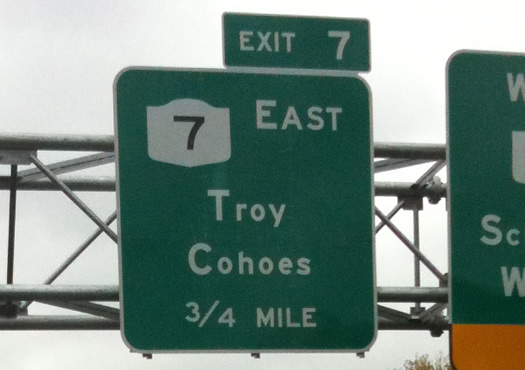 EXIT 7
7 EAST
Troy
Cohoes
3/4 MILE